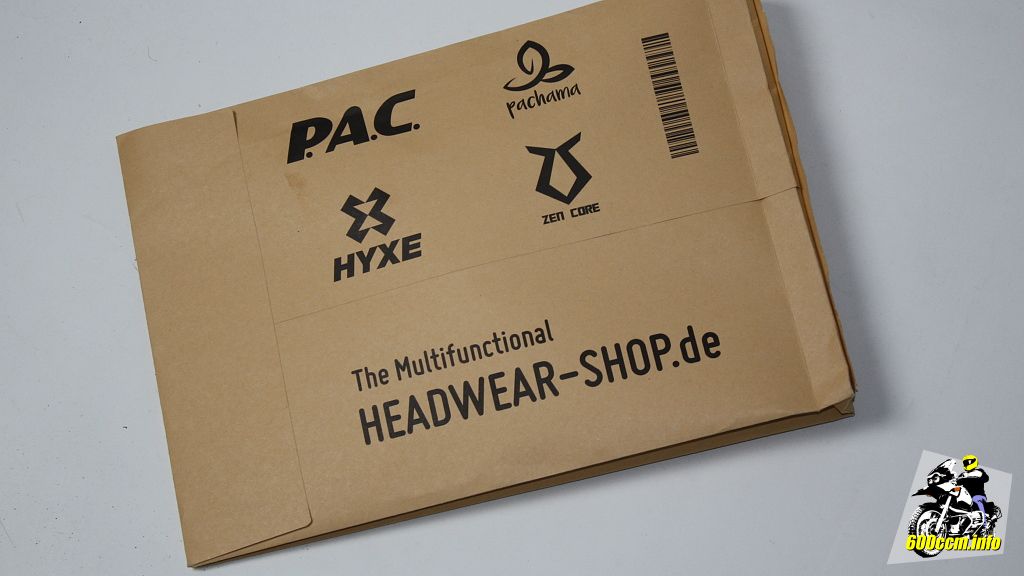 P.A.C.
pachama
HYXE
ZEN CORE
The Multifunctional
HEADWEAR-SHOP.de
600ccm.info